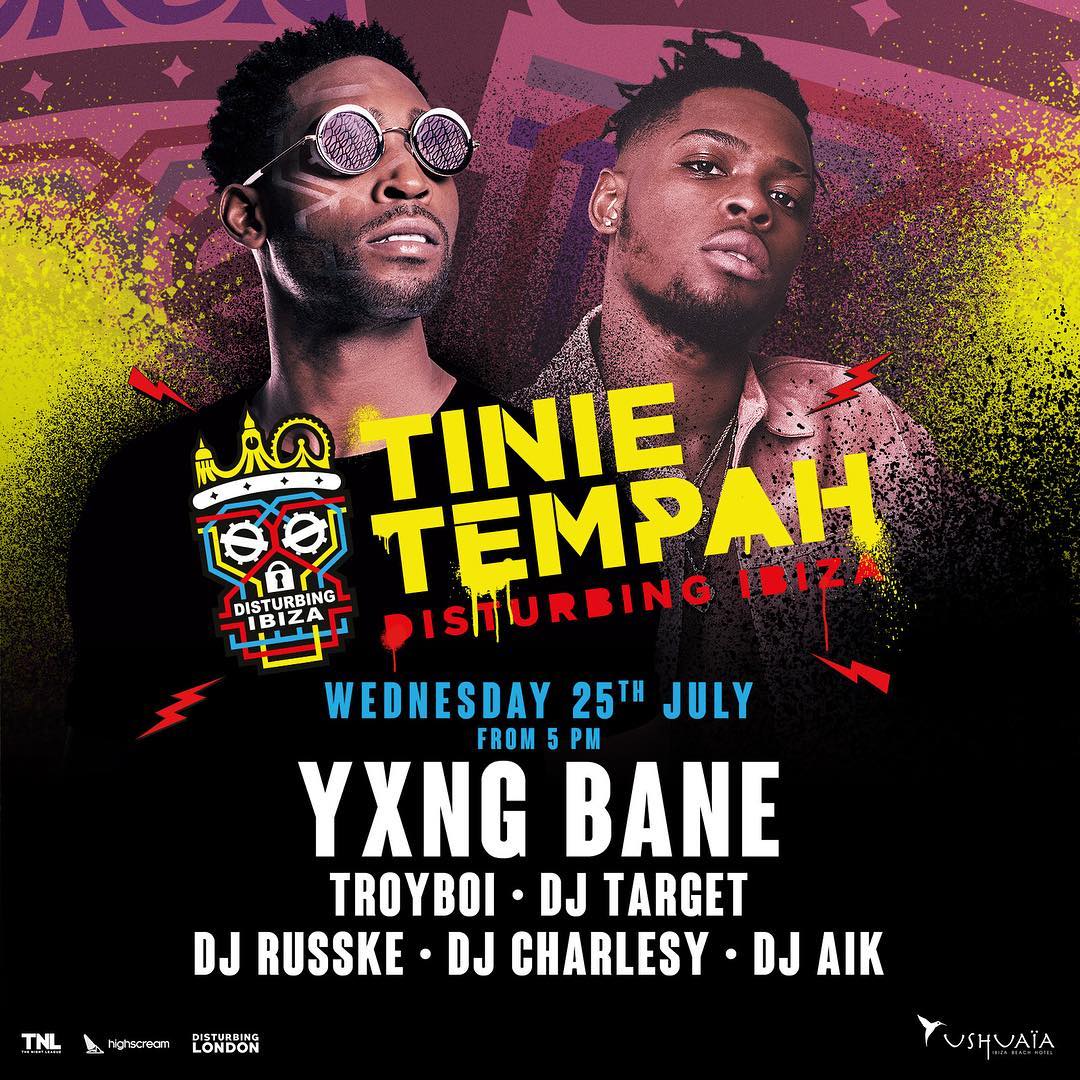 TINIE
TEMPAH
DISTURBING IBIZA
DISTURBING
IBIZA
WEDNESDAY 25TH JULY
FROM 5 PM
YXNG BANE
TROYBOI • DJ TARGET
DJ RUSSKE • DJ CHARLESY • DJ AIK
TNL
THE NIGHT LEAGUE
highscream
DISTURBING
LONDON
USHUAÏA
IBIZA BEACH HOTEL